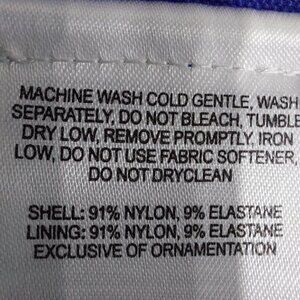 MACHINE WASH COLD GENTLE, WASH
SEPARATELY, DO NOT BLEACH, TUMBLE
DRY LOW, REMOVE PROMPTLY, IRON
LOW, DO NOT USE FABRIC SOFTENER,
DO NOT DRYCLEAN
SHELL: 91% NYLON, 9% ELASTANE
LINING: 91% NYLON, 9% ELASTANE
EXCLUSIVE OF ORNAMENTATION